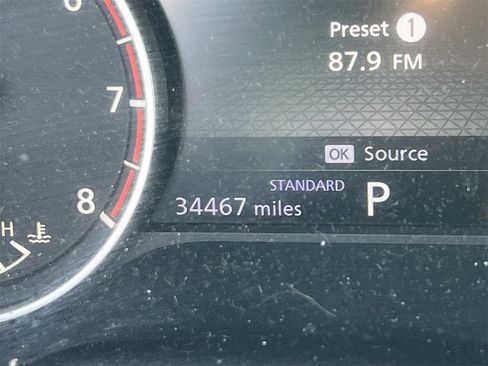 Preset 1
87.9 FM
7
OK Source
STANDARD
P
8
34467 miles
H